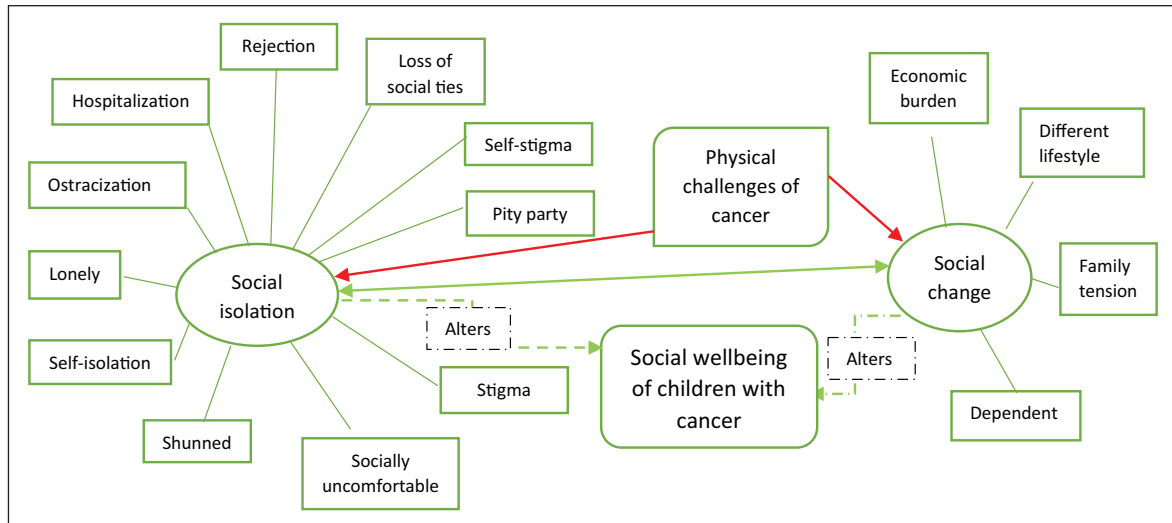 Rejection
Loss of
social ties
Hospitalization
Self-stigma
Ostracization
Pity party
Lonely
Social
isolation
Self-isolation
Alters
Stigma
Shunned
Socially
uncomfortable
Physical
challenges of
cancer
Social wellbeing
of children with
cancer
Economic
burden
Different
lifestyle
Social
change
Family
tension
Alters
Dependent